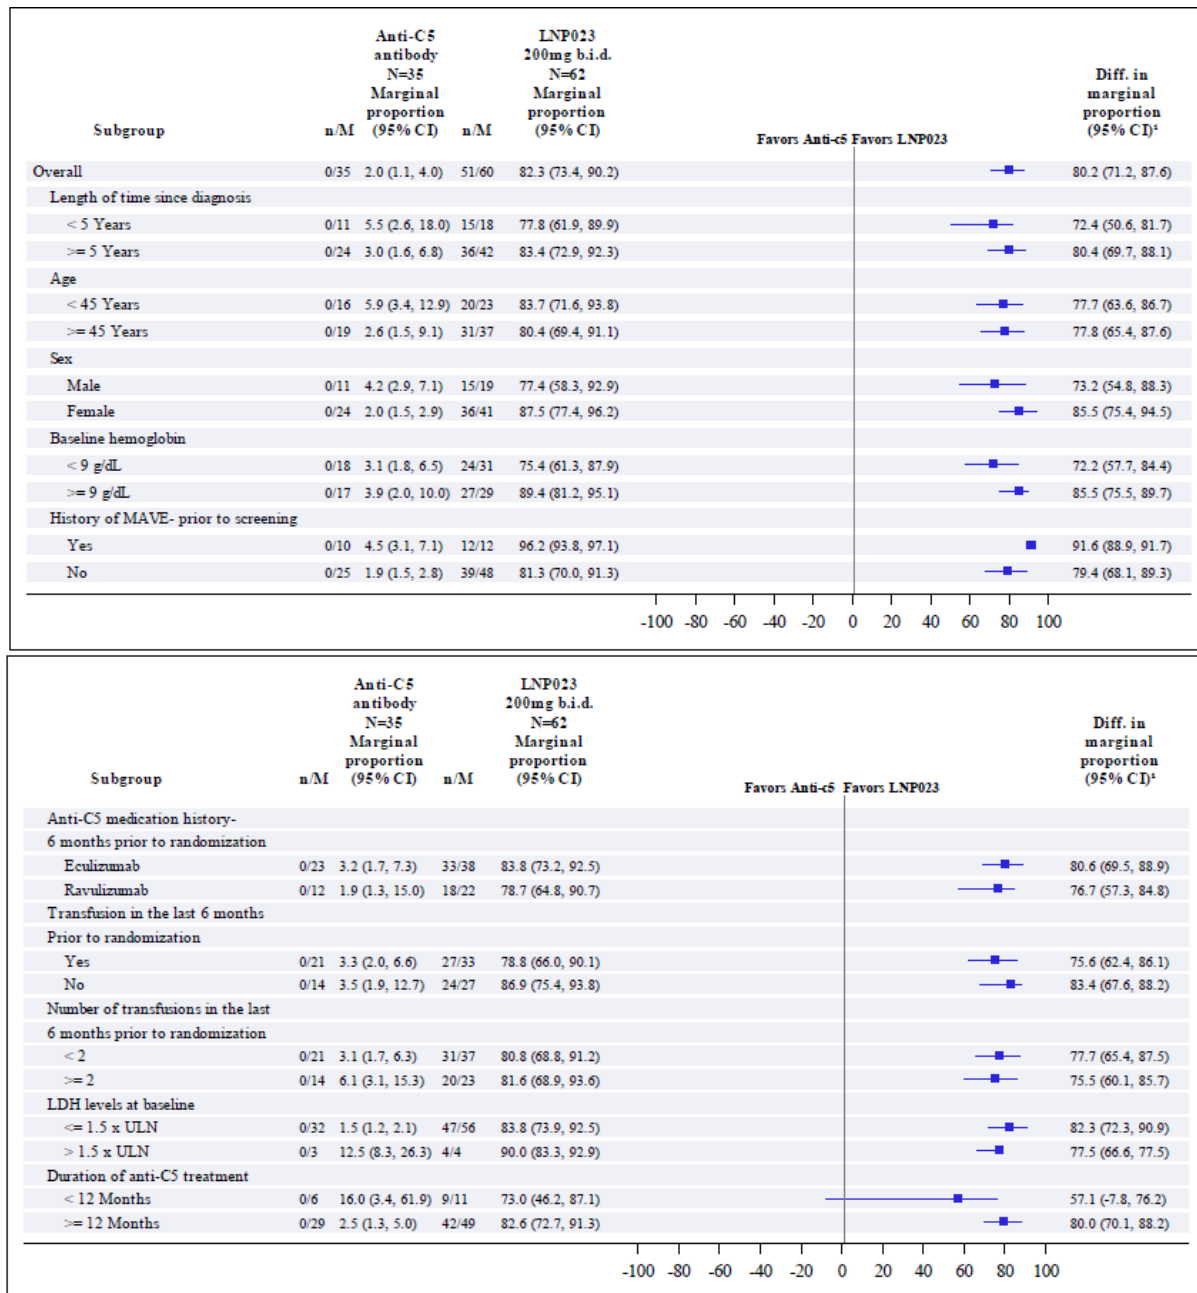 Anti-C5
antibody
N=35
Marginal
proportion
(95% CI)
LNP023
200mg b.i.d.
N=62
Marginal
proportion
(95% CI)
Diff. in
marginal
proportion
(95% CI)¹
Subgroup n/M n/M
Favors Anti-c5 Favors LNP023
Overall 0/35 2.0 (1.1, 4.0) 51/60 82.3 (73.4, 90.2) 80.2 (71.2, 87.6)
Length of time since diagnosis
< 5 Years 0/11 5.5 (2.6, 18.0) 15/18 77.8 (61.9, 89.9) 72.4 (50.6, 81.7)
>= 5 Years 0/24 3.0 (1.6, 6.8) 36/42 83.4 (72.9, 92.3) 80.4 (69.7, 88.1)
Age
< 45 Years 0/16 5.9 (3.4, 12.9) 20/23 83.7 (71.6, 93.8) 77.7 (63.6, 86.7)
>= 45 Years 0/19 2.6 (1.5, 9.1) 31/37 80.4 (69.4, 91.1) 77.8 (65.4, 87.6)
Sex
Male 0/11 4.2 (2.9, 7.1) 15/19 77.4 (58.3, 92.9) 73.2 (54.8, 88.3)
Female 0/24 2.0 (1.5, 2.9) 36/41 87.5 (77.4, 96.2) 85.5 (75.4, 94.5)
Baseline hemoglobin
< 9 g/dL 0/18 3.1 (1.8, 6.5) 24/31 75.4 (61.3, 87.9) 72.2 (57.7, 84.4)
>= 9 g/dL 0/17 3.9 (2.0, 10.0) 27/29 89.4 (81.2, 95.1) 85.5 (75.5, 89.7)
History of MAVE- prior to screening
Yes 0/10 4.5 (3.1, 7.1) 12/12 96.2 (93.8, 97.1) 91.6 (88.9, 91.7)
No 0/25 1.9 (1.5, 2.8) 39/48 81.3 (70.0, 91.3) 79.4 (68.1, 89.3)
-100 -80 -60 -40 -20 0 20 40 60 80 100
Anti-C5
antibody
N=35
Marginal
proportion
(95% CI)
LNP023
200mg b.i.d.
N=62
Marginal
proportion
(95% CI)
Diff. in
marginal
proportion
(95% CI)¹
Subgroup n/M n/M
Favors Anti-c5 Favors LNP023
Anti-C5 medication history-
6 months prior to randomization
Eculizumab 0/23 3.2 (1.7, 7.3) 33/38 83.8 (73.2, 92.5) 80.6 (69.5, 88.9)
Ravulizumab 0/12 1.9 (1.3, 15.0) 18/22 78.7 (64.8, 90.7) 76.7 (57.3, 84.8)
Transfusion in the last 6 months
Prior to randomization
Yes 0/21 3.3 (2.0, 6.6) 27/33 78.8 (66.0, 90.1) 75.6 (62.4, 86.1)
No 0/14 3.5 (1.9, 12.7) 24/27 86.9 (75.4, 93.8) 83.4 (67.6, 88.2)
Number of transfusions in the last
6 months prior to randomization
< 2 0/21 3.1 (1.7, 6.3) 31/37 80.8 (68.8, 91.2) 77.7 (65.4, 87.5)
>= 2 0/14 6.1 (3.1, 15.3) 20/23 81.6 (68.9, 93.6) 75.5 (60.1, 85.7)
LDH levels at baseline
<= 1.5 x ULN 0/32 1.5 (1.2, 2.1) 47/56 83.8 (73.9, 92.5) 82.3 (72.3, 90.9)
> 1.5 x ULN 0/3 12.5 (8.3, 26.3) 4/4 90.0 (83.3, 92.9) 77.5 (66.6, 77.5)
Duration of anti-C5 treatment
< 12 Months 0/6 16.0 (3.4, 61.9) 9/11 73.0 (46.2, 87.1) 57.1 (-7.8, 76.2)
>= 12 Months 0/29 2.5 (1.3, 5.0) 42/49 82.6 (72.7, 91.3) 80.0 (70.1, 88.2)
-100 -80 -60 -40 -20 0 20 40 60 80 100